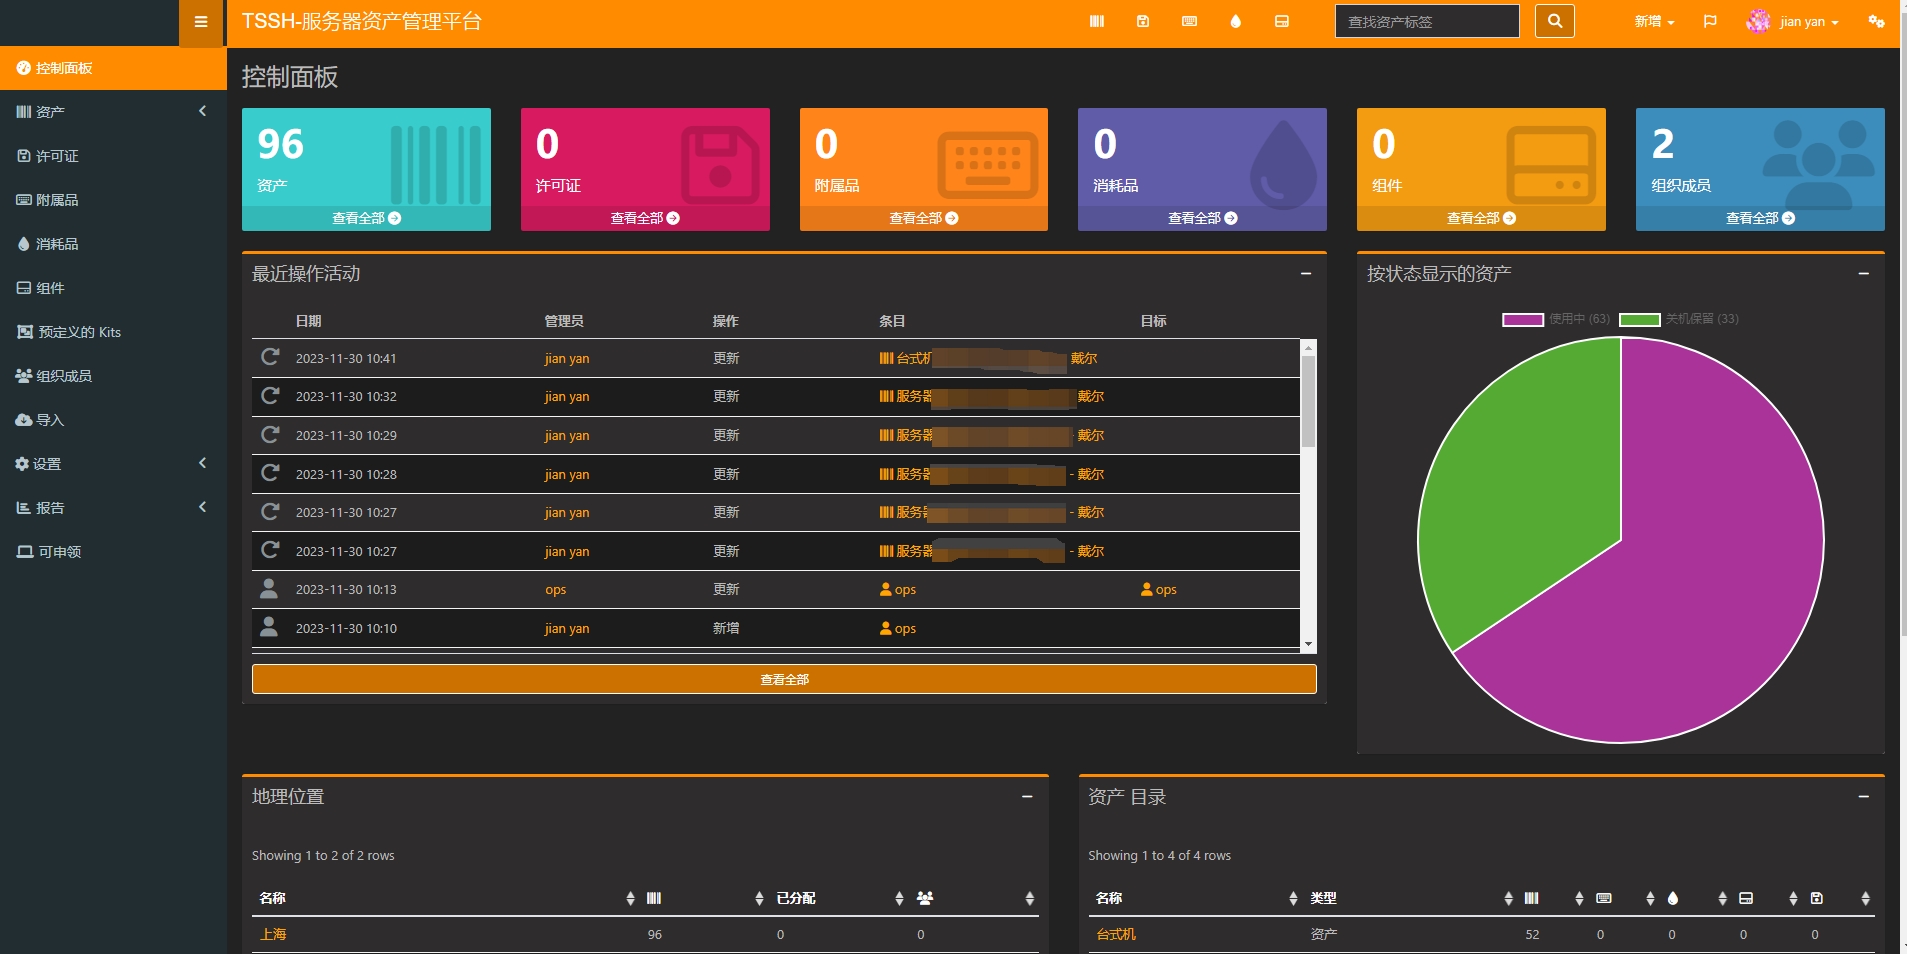 TSSH-服务器资产管理平台
查找资产标签
新增
jian yan
控制面板
资产
许可证
附属品
消耗品
组件
预定义的 Kits
组织成员
导入
设置
报告
可申领
控制面板
96
资产
查看全部
0
许可证
查看全部
0
附属品
查看全部
0
消耗品
查看全部
0
组件
查看全部
2
组织成员
查看全部
最近操作活动
日期 管理员 操作 条目 目标
2023-11-30 10:41 jian yan 更新 台式机 戴尔
2023-11-30 10:32 jian yan 更新 服务器 戴尔
2023-11-30 10:29 jian yan 更新 服务器 戴尔
2023-11-30 10:28 jian yan 更新 服务器 - 戴尔
2023-11-30 10:27 jian yan 更新 服务器 - 戴尔
2023-11-30 10:27 jian yan 更新 服务器 - 戴尔
2023-11-30 10:13 ops 更新 ops ops
2023-11-30 10:10 jian yan 新增 ops
查看全部
按状态显示的资产
使用中 (63) 关机保留 (33)
地理位置
Showing 1 to 2 of 2 rows
名称 已分配
上海 96 0 0
资产 目录
Showing 1 to 4 of 4 rows
名称 类型
台式机 资产 52 0 0 0 0